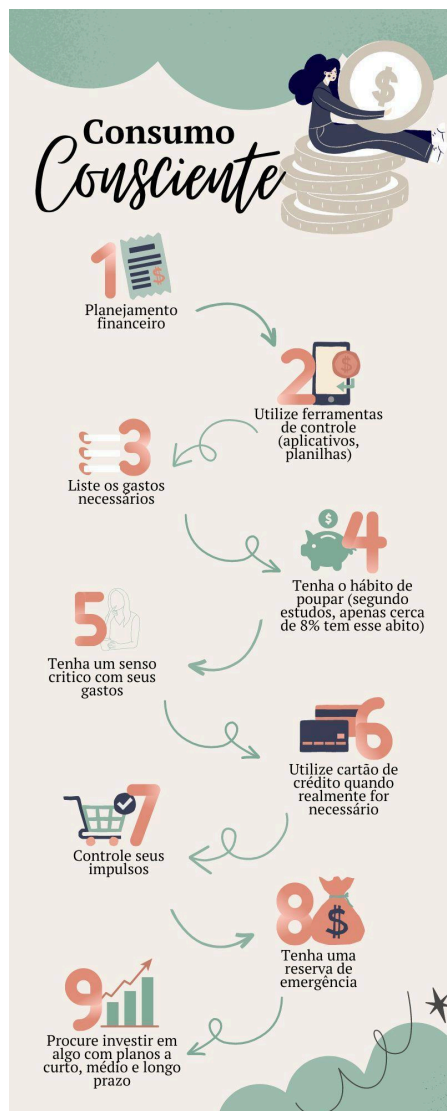 Consumo
Consciente
1
Planejamento
financeiro
2
Utilize ferramentas
de controle
(aplicativos,
planilhas)
3
Liste os gastos
necessários
4
Tenha o hábito de
poupar (segundo
estudos, apenas cerca
de 8% tem esse abito)
5
Tenha um senso
critico com seus
gastos
6
Utilize cartão de
crédito quando
realmente for
necessário
7
Controle seus
impulsos
8
Tenha uma
reserva de
emergência
9
Procure investir em
algo com planos a
curto, médio e longo
prazo